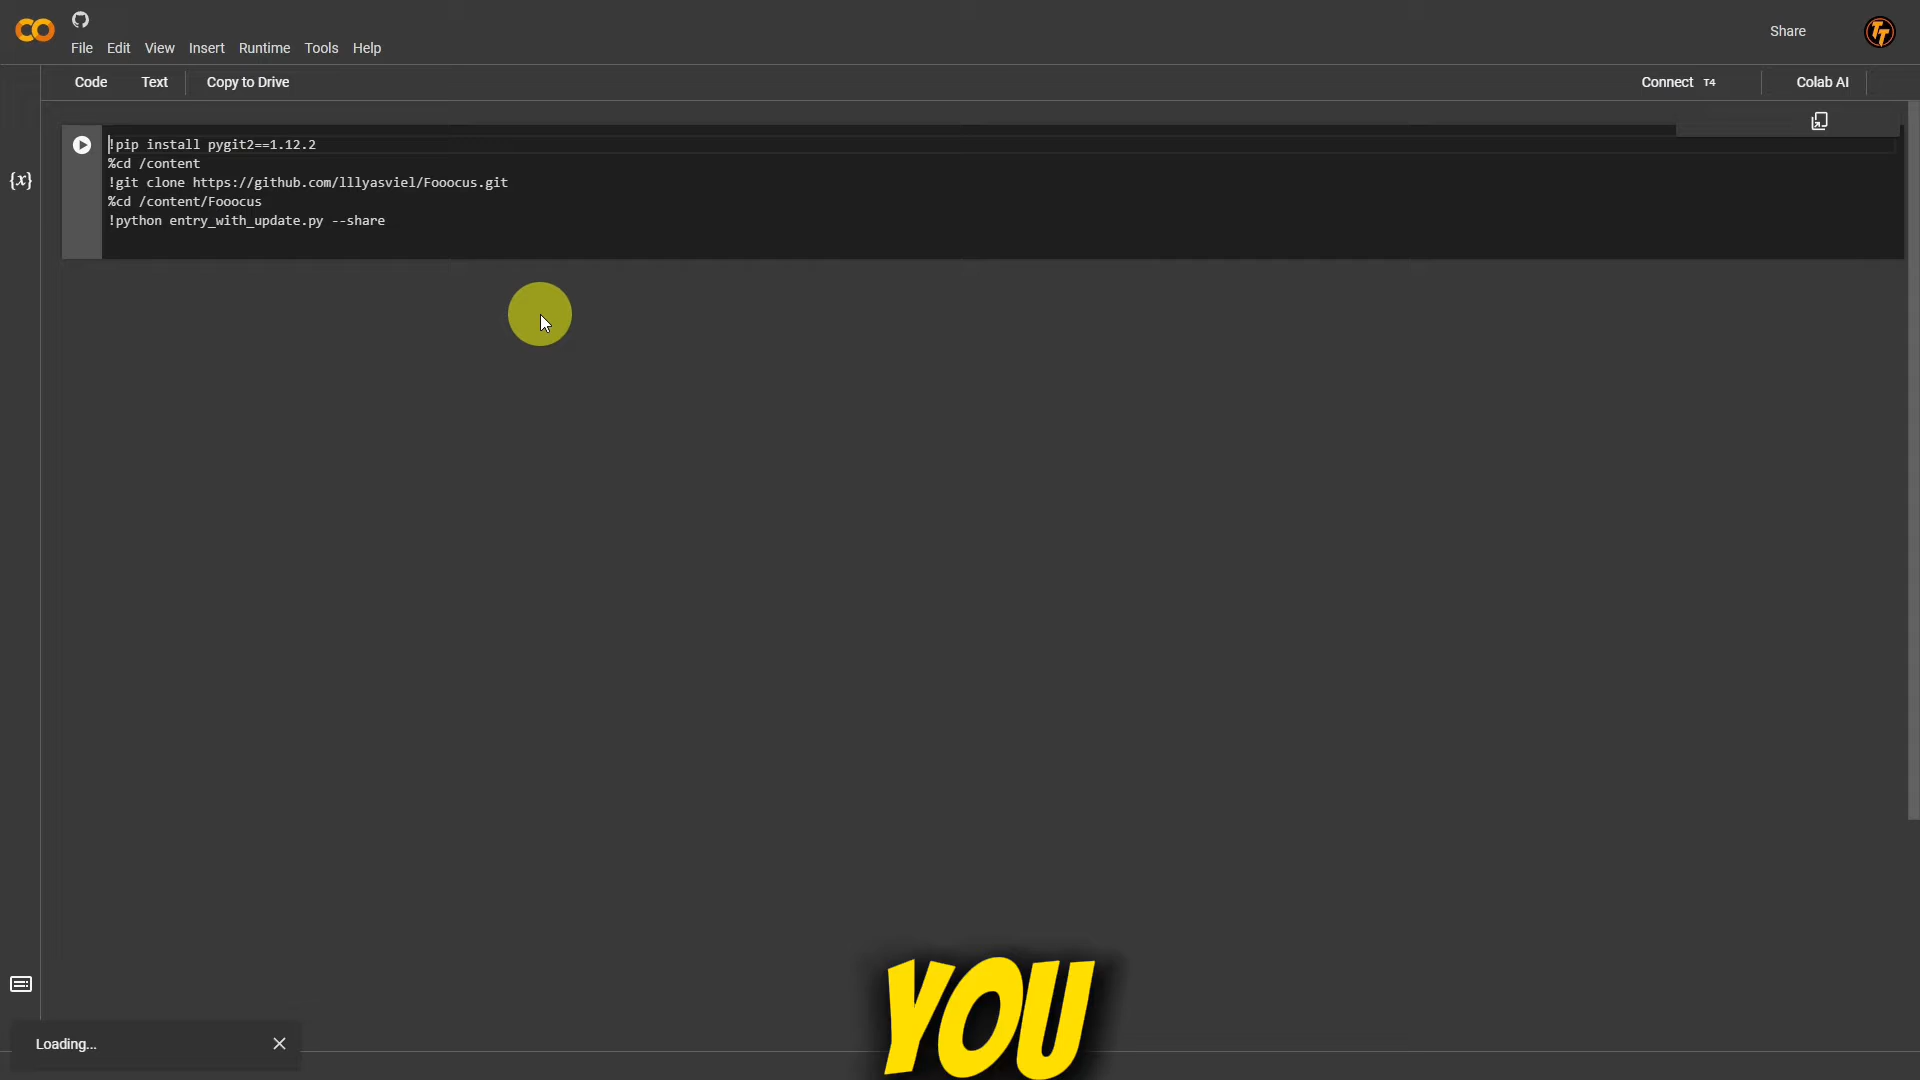 Share
File Edit View Insert Runtime Tools Help
Code Text Copy to Drive Connect T4 Colab AI
!pip install pygit2==1.12.2
%cd /content
!git clone https://github.com/lllyasviel/Fooocus.git
%cd /content/Fooocus
!python entry_with_update.py --share
{x}
YOU
Loading...